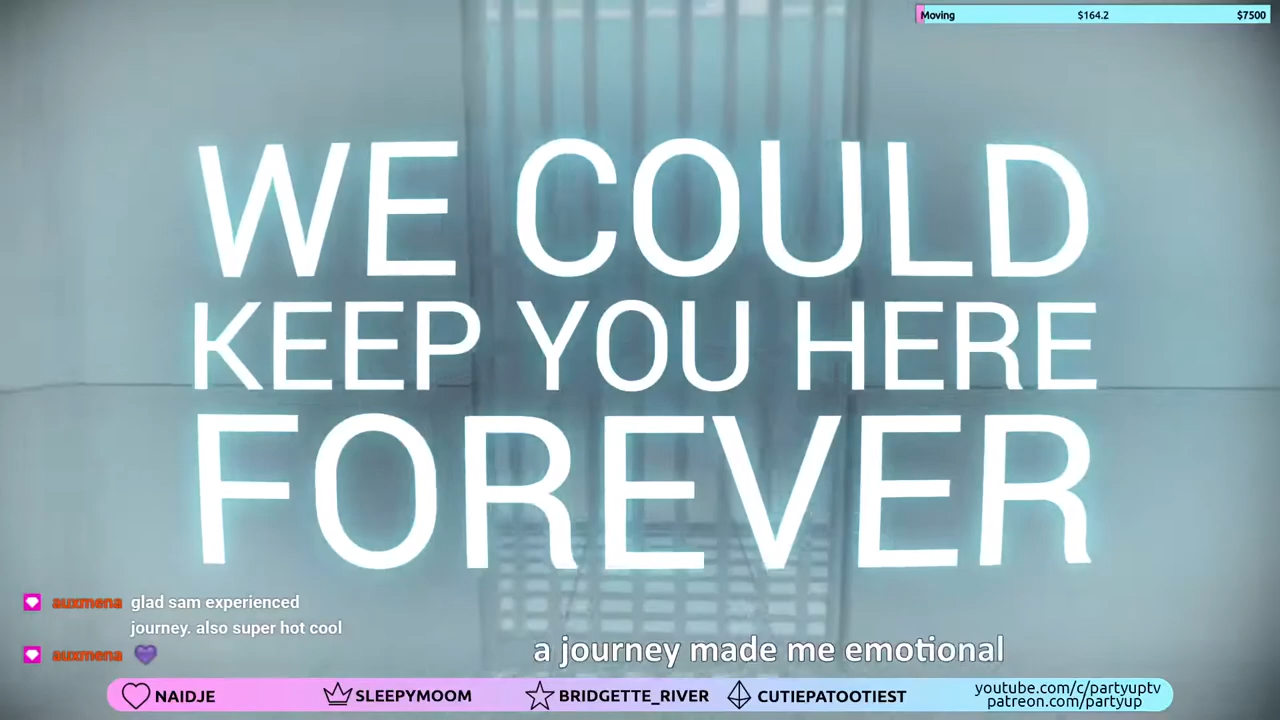 Moving $164.2 $7500
WE COULD
KEEP YOU HERE
FOREVER
auxmena glad sam experienced
journey. also super hot cool
auxmena
a journey made me emotional
NAIDJE SLEEPYMOOM BRIDGETTE_RIVER CUTIEPATOOTIEST
youtube.com/c/partyuptv
patreon.com/partyup